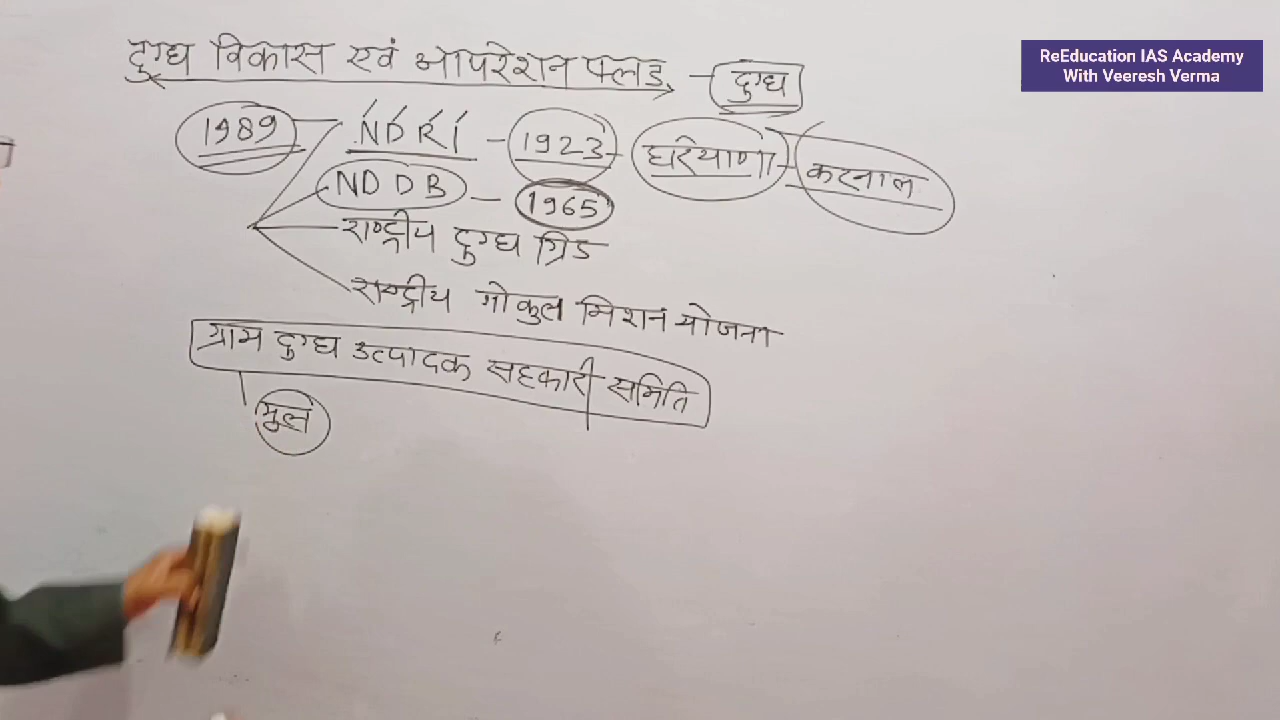 दुग्ध विकास एवं आपरेशन फ्लड - दुग्ध
ReEducation IAS Academy
With Veeresh Verma
1989 NDRI - 1923 - हरियाणा - करनाल
NDDB - 1965
राष्ट्रीय दुग्ध ग्रिड
राष्ट्रीय गोकुल मिशन योजना
ग्राम दुग्ध उत्पादक सहकारी समिति